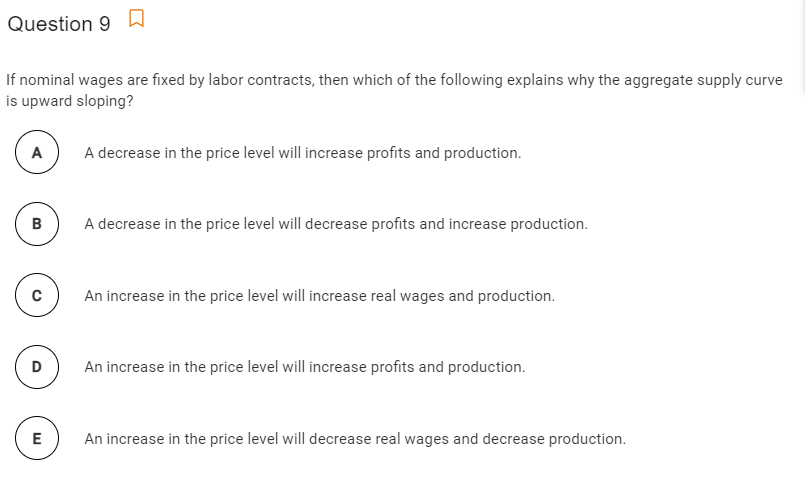 Question 9
If nominal wages are fixed by labor contracts, then which of the following explains why the aggregate supply curve
is upward sloping?
A A decrease in the price level will increase profits and production.
B A decrease in the price level will decrease profits and increase production.
C An increase in the price level will increase real wages and production.
D An increase in the price level will increase profits and production.
E An increase in the price level will decrease real wages and decrease production.